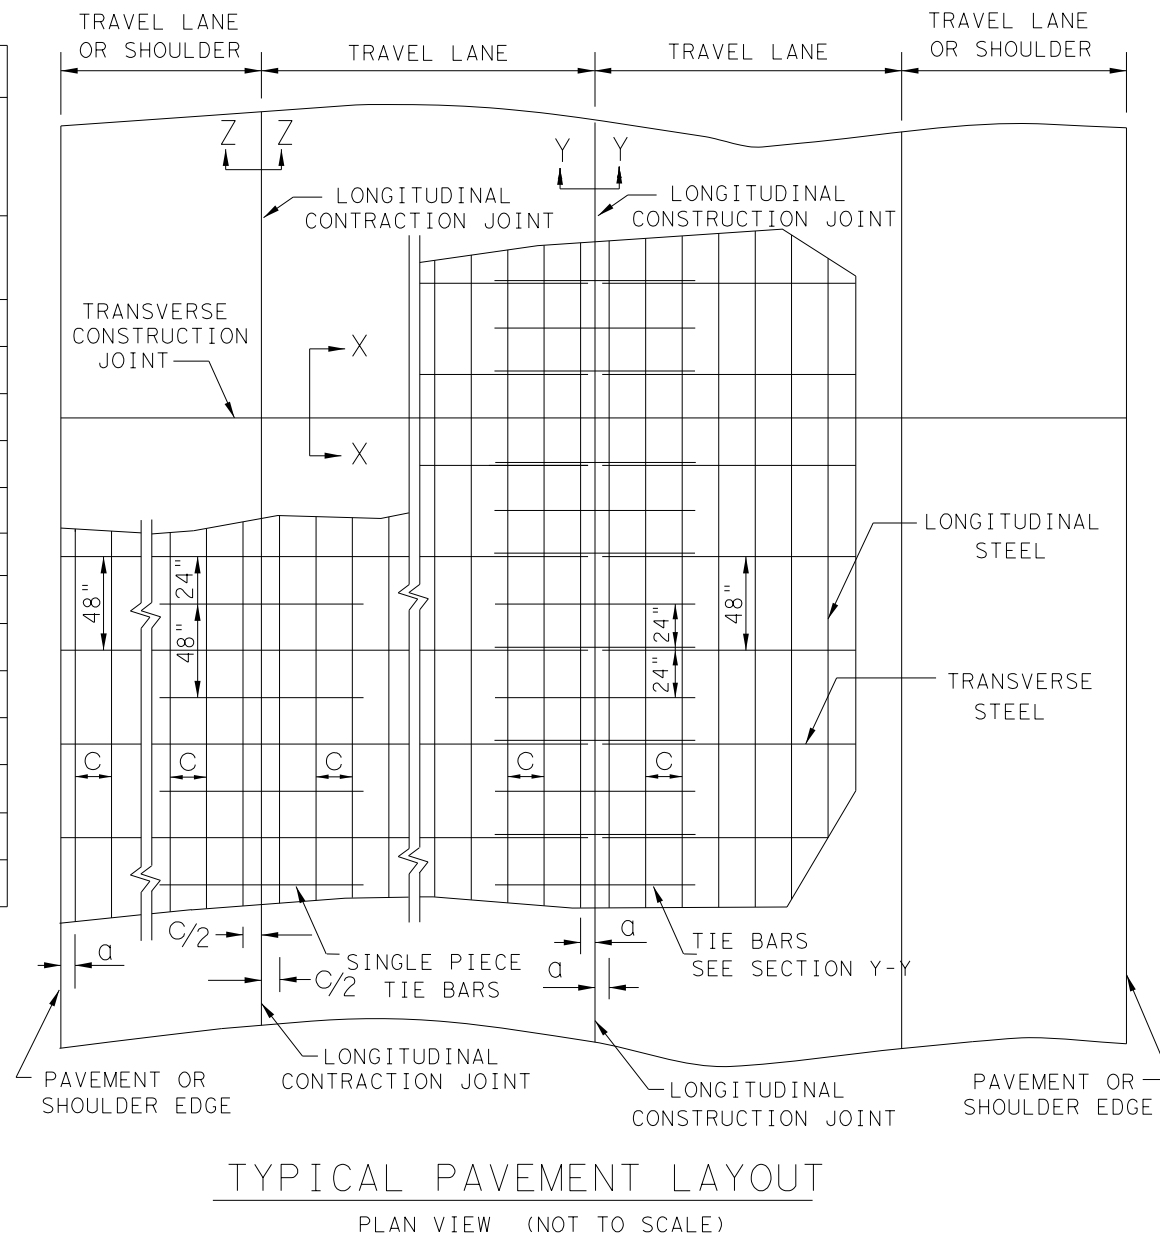 TRAVEL LANE
OR SHOULDER
TRAVEL LANE
TRAVEL LANE
TRAVEL LANE
OR SHOULDER
Z Z
Y Y
LONGITUDINAL
CONTRACTION JOINT
LONGITUDINAL
CONSTRUCTION JOINT
TRANSVERSE
CONSTRUCTION
JOINT
X
X
LONGITUDINAL
STEEL
48"
24"
48"
24"
24"
48"
TRANSVERSE
STEEL
C
C
C
C
C
C/2
a
C/2
SINGLE PIECE
TIE BARS
a
a
TIE BARS
SEE SECTION Y-Y
PAVEMENT OR
SHOULDER EDGE
LONGITUDINAL
CONTRACTION JOINT
LONGITUDINAL
CONSTRUCTION JOINT
PAVEMENT OR
SHOULDER EDGE
TYPICAL PAVEMENT LAYOUT
PLAN VIEW (NOT TO SCALE)